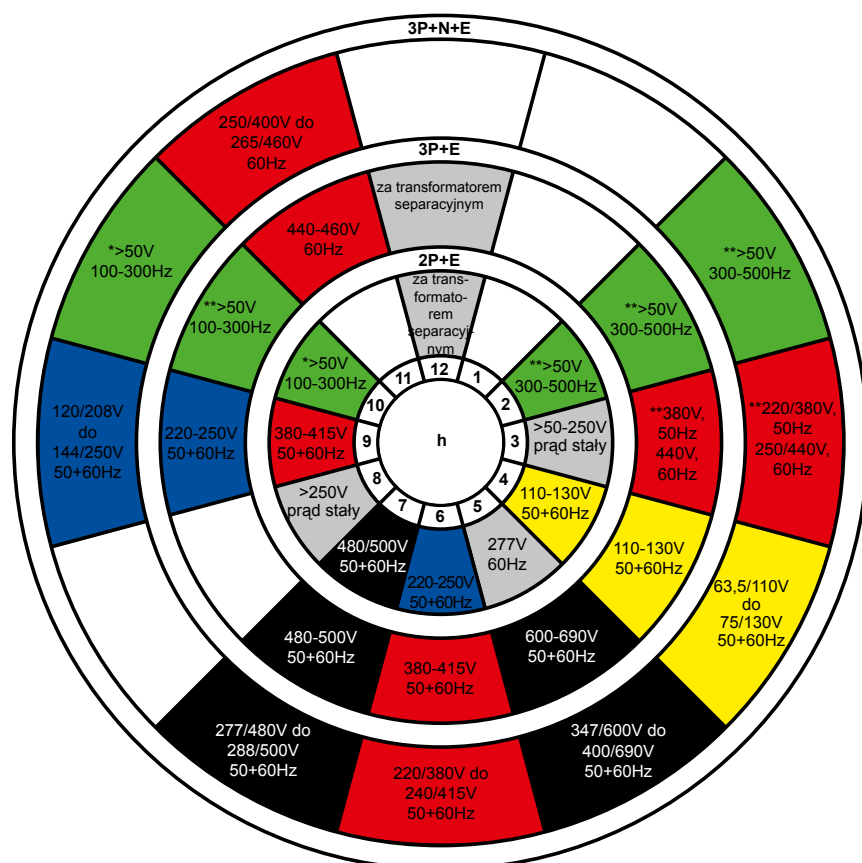 3P+N+E
250/400V do
265/460V
60Hz
*>50V
100-300Hz
120/208V
do
144/250V
50+60Hz
277/480V do
288/500V
50+60Hz
220/380V do
240/415V
50+60Hz
347/600V do
400/690V
50+60Hz
63,5/110V
do
75/130V
50+60Hz
**220/380V,
50Hz
250/440V,
60Hz
**>50V
300-500Hz
3P+E
za transformatorem
separacyjnym
440-460V
60Hz
**>50V
100-300Hz
220-250V
50+60Hz
480-500V
50+60Hz
380-415V
50+60Hz
600-690V
50+60Hz
110-130V
50+60Hz
**380V,
50Hz
440V,
60Hz
**>50V
300-500Hz
2P+E
za trans-
formato-
rem
separacyj-
nym
*>50V
100-300Hz
380-415V
50+60Hz
>250V
prąd stały
480/500V
50+60Hz
220-250V
50+60Hz
277V
60Hz
110-130V
50+60Hz
>50-250V
prąd stały
**>50V
300-500Hz
12
1
2
3
4
5
6
7
8
9
10
11
h